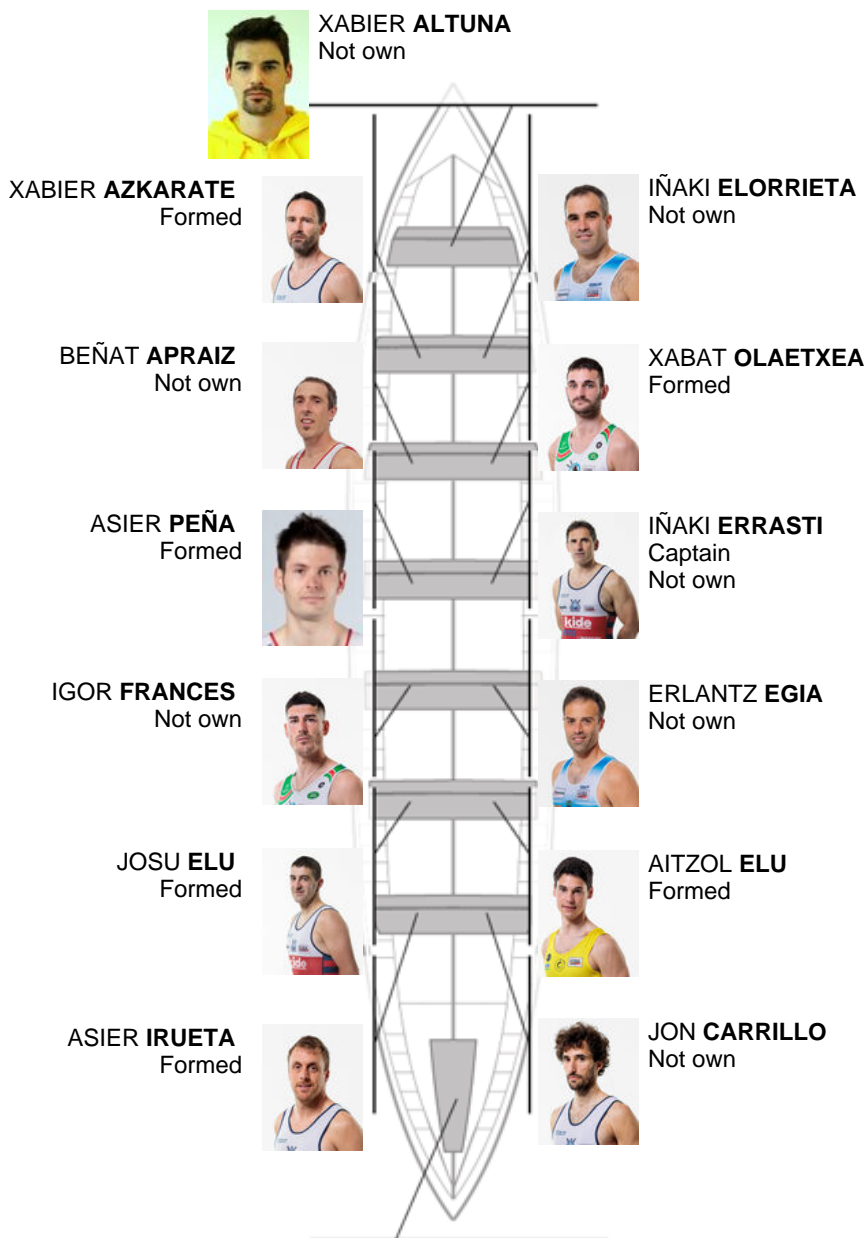 XABIER ALTUNA
Not own
XABIER AZKARATE
Formed
IÑAKI ELORRIETA
Not own
BEÑAT APRAIZ
Not own
XABAT OLAETXEA
Formed
ASIER PEÑA
Formed
IÑAKI ERRASTI
Captain
Not own
kide
IGOR FRANCES
Not own
ERLANTZ EGIA
Not own
JOSU ELU
Formed
kide
AITZOL ELU
Formed
ASIER IRUETA
Formed
JON CARRILLO
Not own